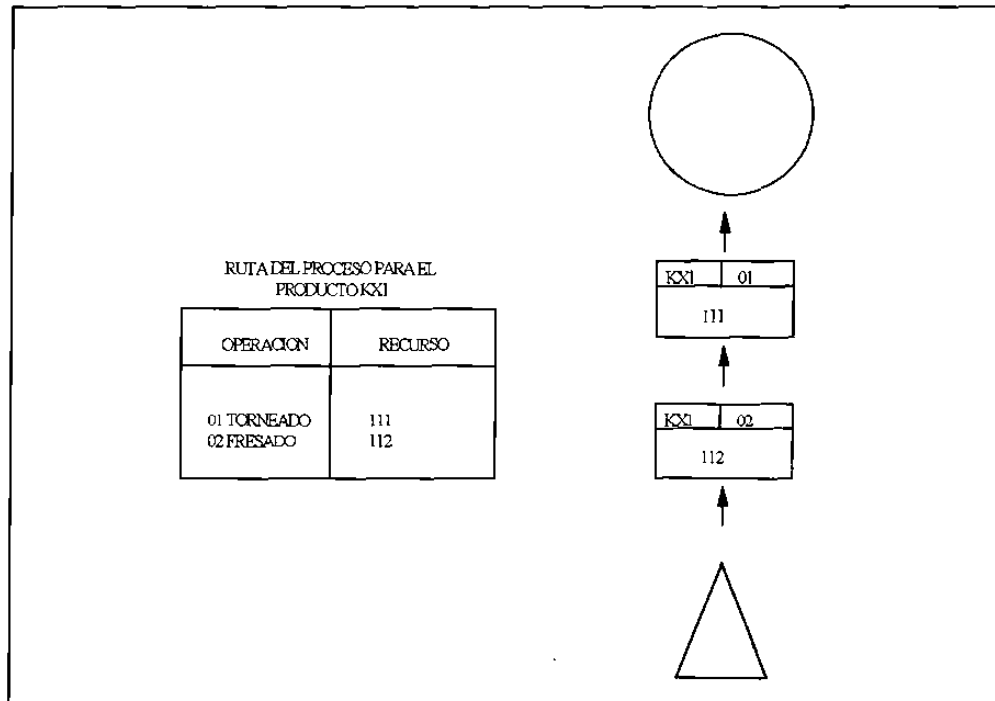 RUTA DEL PROCESO PARA EL
PRODUCTO KX1
OPERACION RECURSO
01 TORNEADO 111
02 FRESADO 112
KX1 01
111
KX1 02
112